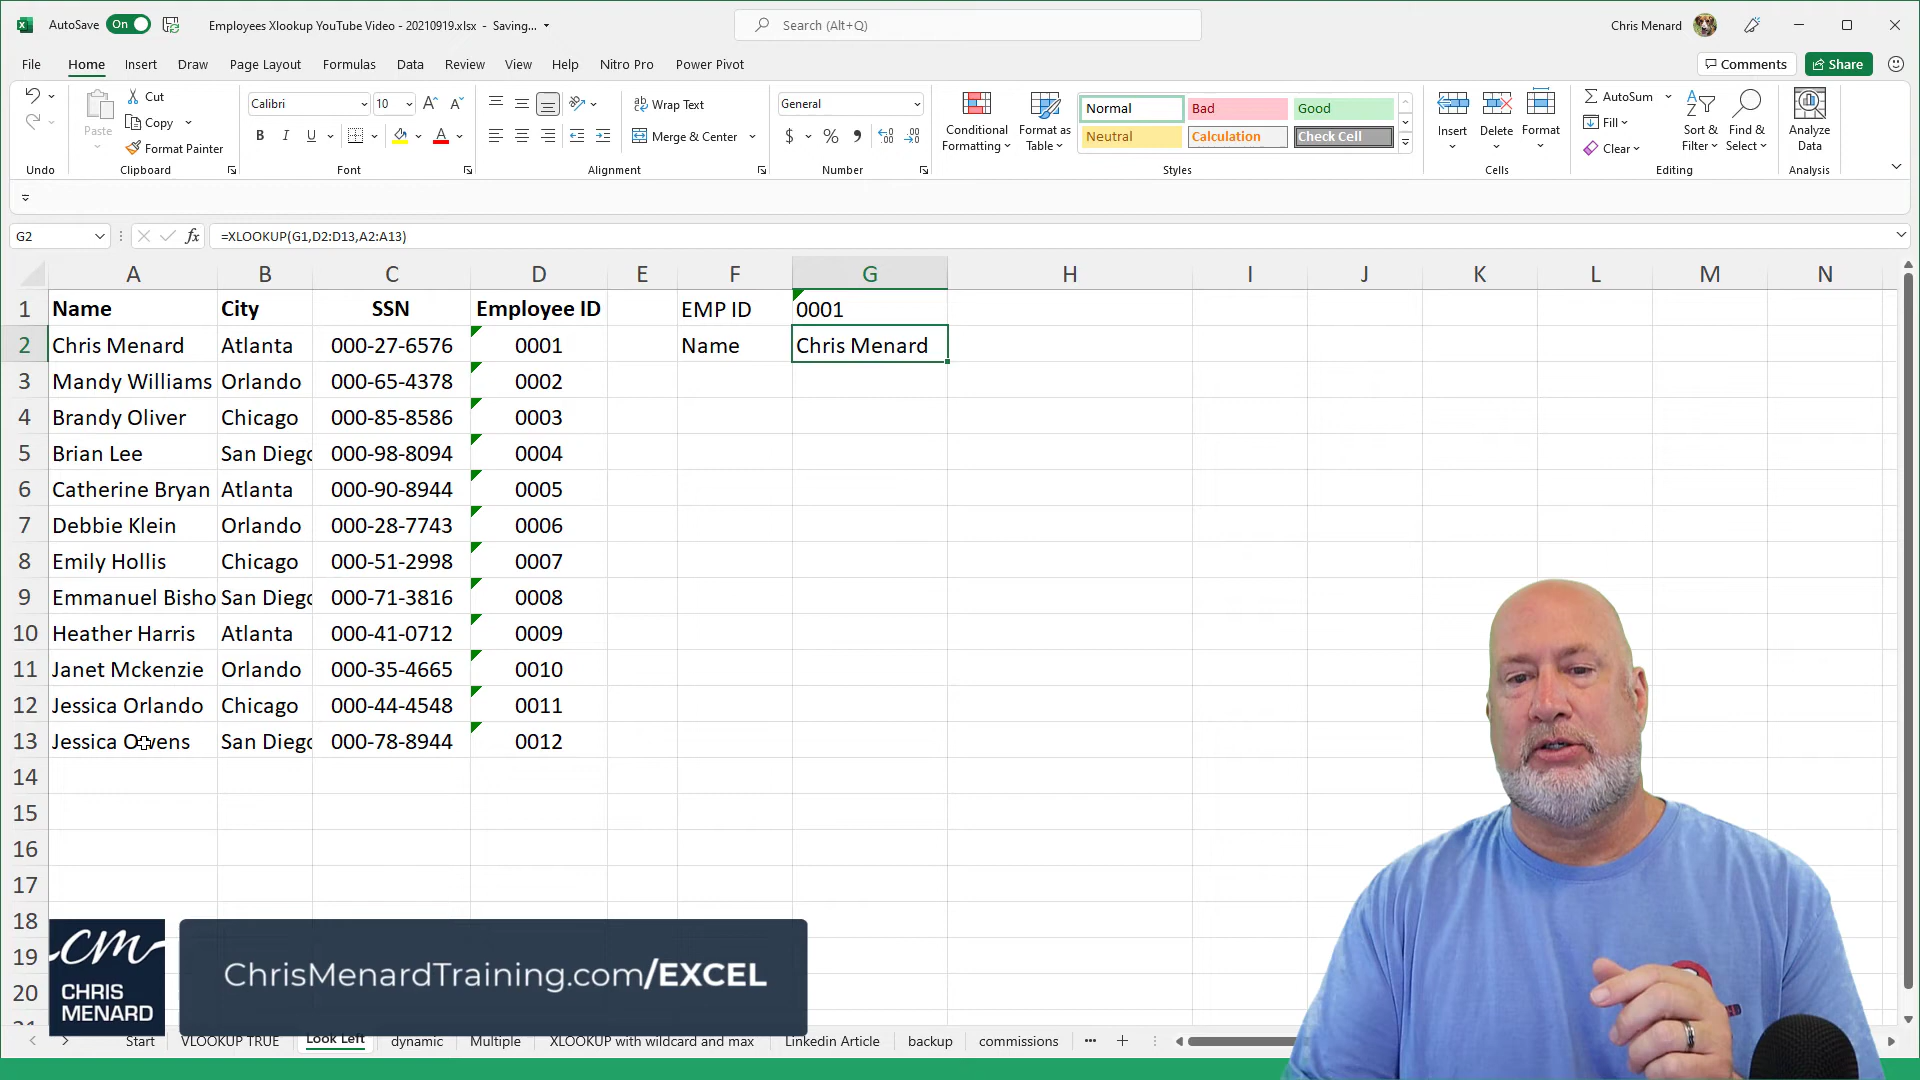 AutoSave On Employees Xlookup YouTube Video - 20210919.xlsx - Saving... Search (Alt+Q) Chris Menard
File Home Insert Draw Page Layout Formulas Data Review View Help Nitro Pro Power Pivot Comments Share
Paste Cut Calibri 10 Wrap Text General Conditional Formatting Format as Table Normal Bad Good Insert Delete Format AutoSum Sort & Filter Find & Select Analyze Data
Copy Fill
Format Painter B I U Merge & Center $ % Neutral Calculation Check Cell Clear
Undo Clipboard Font Alignment Number Styles Cells Editing Analysis
G2 fx =XLOOKUP(G1,D2:D13,A2:A13)
A B C D E F G H I J K L M N
1 Name City SSN Employee ID EMP ID 0001
2 Chris Menard Atlanta 000-27-6576 0001 Name Chris Menard
3 Mandy Williams Orlando 000-65-4378 0002
4 Brandy Oliver Chicago 000-85-8586 0003
5 Brian Lee San Diego 000-98-8094 0004
6 Catherine Bryan Atlanta 000-90-8944 0005
7 Debbie Klein Orlando 000-28-7743 0006
8 Emily Hollis Chicago 000-51-2998 0007
9 Emmanuel Bisho San Diego 000-71-3816 0008
10 Heather Harris Atlanta 000-41-0712 0009
11 Janet Mckenzie Orlando 000-35-4665 0010
12 Jessica Orlando Chicago 000-44-4548 0011
13 Jessica Owens San Diego 000-78-8944 0012
14
15
16
17
18
19
20
cm
CHRIS
MENARD
ChrisMenardTraining.com/EXCEL
Start VLOOKUP TRUE Look Left dynamic Multiple XLOOKUP with wildcard and max Linkedin Article backup commissions